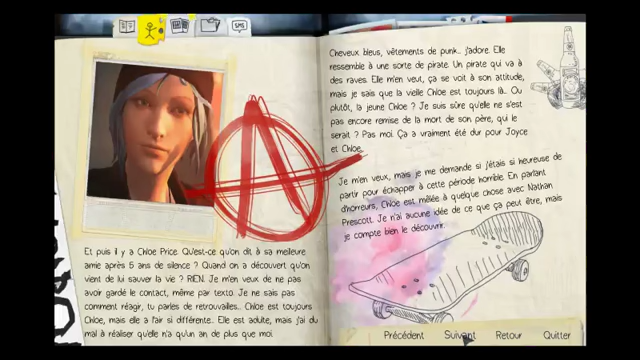 SMS
Et puis il y a Chloe Price. Qu'est-ce qu'on dit à sa meilleure
amie après 5 ans de silence ? Quand on a découvert qu'on
vient de lui sauver la vie ? RIEN. Je m'en veux de ne pas
avoir gardé le contact, même par texto. Je ne sais pas
comment réagir, tu parles de retrouvailles... Chloe est toujours
Chloe, mais elle a l'air si différente... Elle est adulte, mais j'ai du
mal à réaliser qu'elle n'a qu'un an de plus que moi.
Cheveux bleus, vêtements de punk... j'adore. Elle
ressemble à une sorte de pirate. Un pirate qui va à
des raves. Elle m'en veut, ça se voit à son attitude,
mais je sais que la vieille Chloe est toujours là... Ou
plutôt, la jeune Chloe ? Je suis sûre qu'elle ne s'est
pas encore remise de la mort de son père, qui le
serait ? Pas moi. Ça a vraiment été dur pour Joyce
et Chloe.
Je m'en veux, mais je me demande si j'étais si heureuse de
partir pour échapper à cette période horrible. En parlant
d'horreurs, Chloe est mêlée à quelque chose avec Nathan
Prescott. Je n'ai aucune idée de ce que ça peut être, mais
je compte bien le découvrir.
Précédent Suivant Retour Quitter